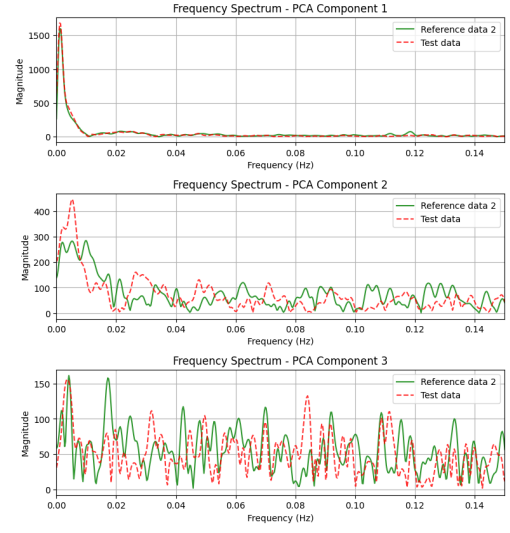 Frequency Spectrum - PCA Component 1
Magnitude
1500
1000
500
0
Reference data 2
Test data
0.00 0.02 0.04 0.06 0.08 0.10 0.12 0.14
Frequency (Hz)
Frequency Spectrum - PCA Component 2
Magnitude
400
300
200
100
0
Reference data 2
Test data
0.00 0.02 0.04 0.06 0.08 0.10 0.12 0.14
Frequency (Hz)
Frequency Spectrum - PCA Component 3
Magnitude
150
100
50
0
Reference data 2
Test data
0.00 0.02 0.04 0.06 0.08 0.10 0.12 0.14
Frequency (Hz)